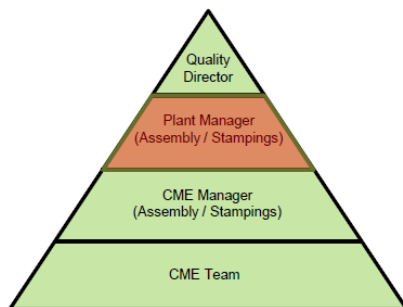 Quality
Director
Plant Manager
(Assembly / Stampings)
CME Manager
(Assembly / Stampings)
CME Team